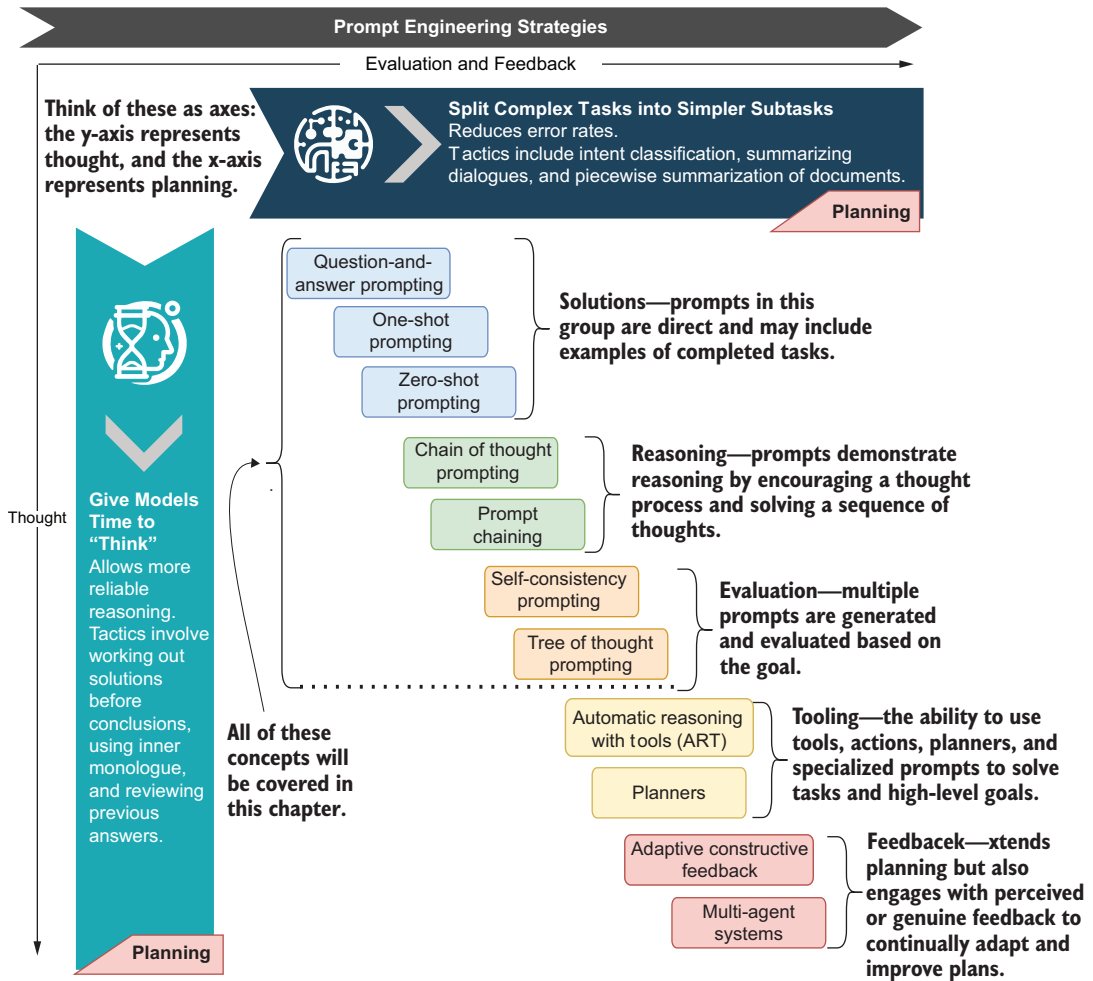 Prompt Engineering Strategies
Evaluation and Feedback
Think of these as axes:
the y-axis represents
thought, and the x-axis
represents planning.
Split Complex Tasks into Simpler Subtasks
Reduces error rates.
Tactics include intent classification, summarizing
dialogues, and piecewise summarization of documents.
Planning
Question-and-
answer prompting
One-shot
prompting
Zero-shot
prompting
Solutions—prompts in this
group are direct and may include
examples of completed tasks.
Chain of thought
prompting
Prompt
chaining
Reasoning—prompts demonstrate
reasoning by encouraging a thought
process and solving a sequence of
thoughts.
Thought
Give Models
Time to
“Think”
Allows more
reliable
reasoning.
Tactics involve
working out
solutions
before
conclusions,
using inner
monologue,
and reviewing
previous
answers.
Planning
Self-consistency
prompting
Tree of thought
prompting
Evaluation—multiple
prompts are generated
and evaluated based on
the goal.
All of these
concepts will
be covered in
this chapter.
Automatic reasoning
with tools (ART)
Planners
Tooling—the ability to use
tools, actions, planners, and
specialized prompts to solve
tasks and high-level goals.
Adaptive constructive
feedback
Multi-agent
systems
Feedbacek—xtends
planning but also
engages with perceived
or genuine feedback to
continually adapt and
improve plans.